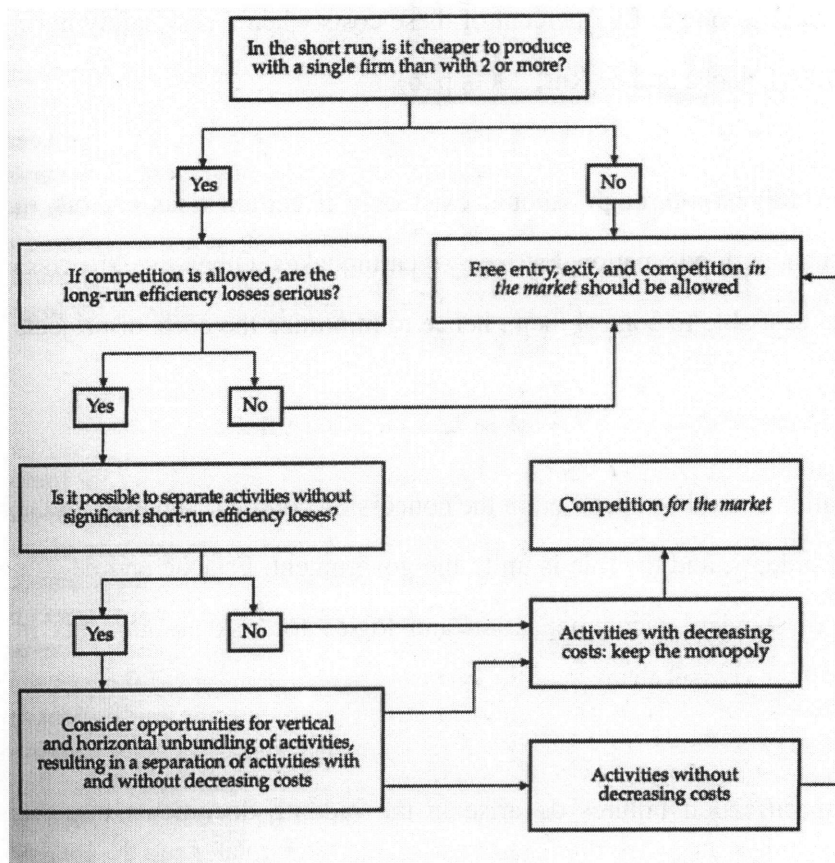 In the short run, is it cheaper to produce
with a single firm than with 2 or more?
Yes
No
If competition is allowed, are the
long-run efficiency losses serious?
Free entry, exit, and competition in
the market should be allowed
Yes
No
Is it possible to separate activities without
significant short-run efficiency losses?
Competition for the market
Yes
No
Activities with decreasing
costs: keep the monopoly
Consider opportunities for vertical
and horizontal unbundling of activities,
resulting in a separation of activities with
and without decreasing costs
Activities without
decreasing costs